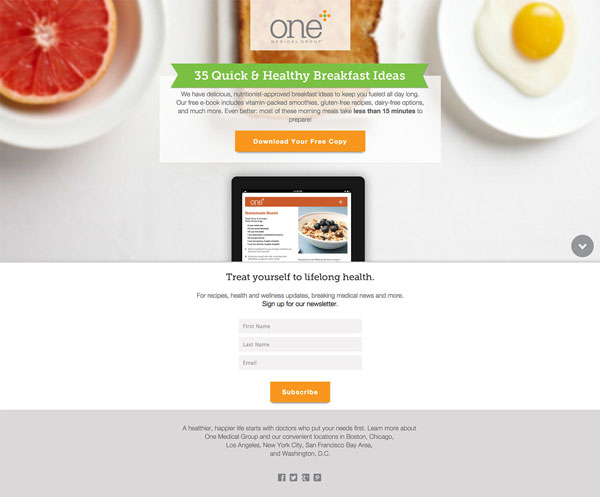 one
MEDICAL GROUP
35 Quick & Healthy Breakfast Ideas
We have delicious, nutritionist-approved breakfast ideas to keep you fueled all day long.
Our free e-book includes vitamin-packed smoothies, gluten-free recipes, dairy-free options,
and much more. Even better: most of these morning meals take less than 15 minutes to
prepare!
Download Your Free Copy
one
Homemade Muesli
Treat yourself to lifelong health.
For recipes, health and wellness updates, breaking medical news and more.
Sign up for our newsletter.
First Name
Last Name
Email
Subscribe
A healthier, happier life starts with doctors who put your needs first. Learn more about
One Medical Group and our convenient locations in Boston, Chicago,
Los Angeles, New York City, San Francisco Bay Area,
and Washington, D.C.